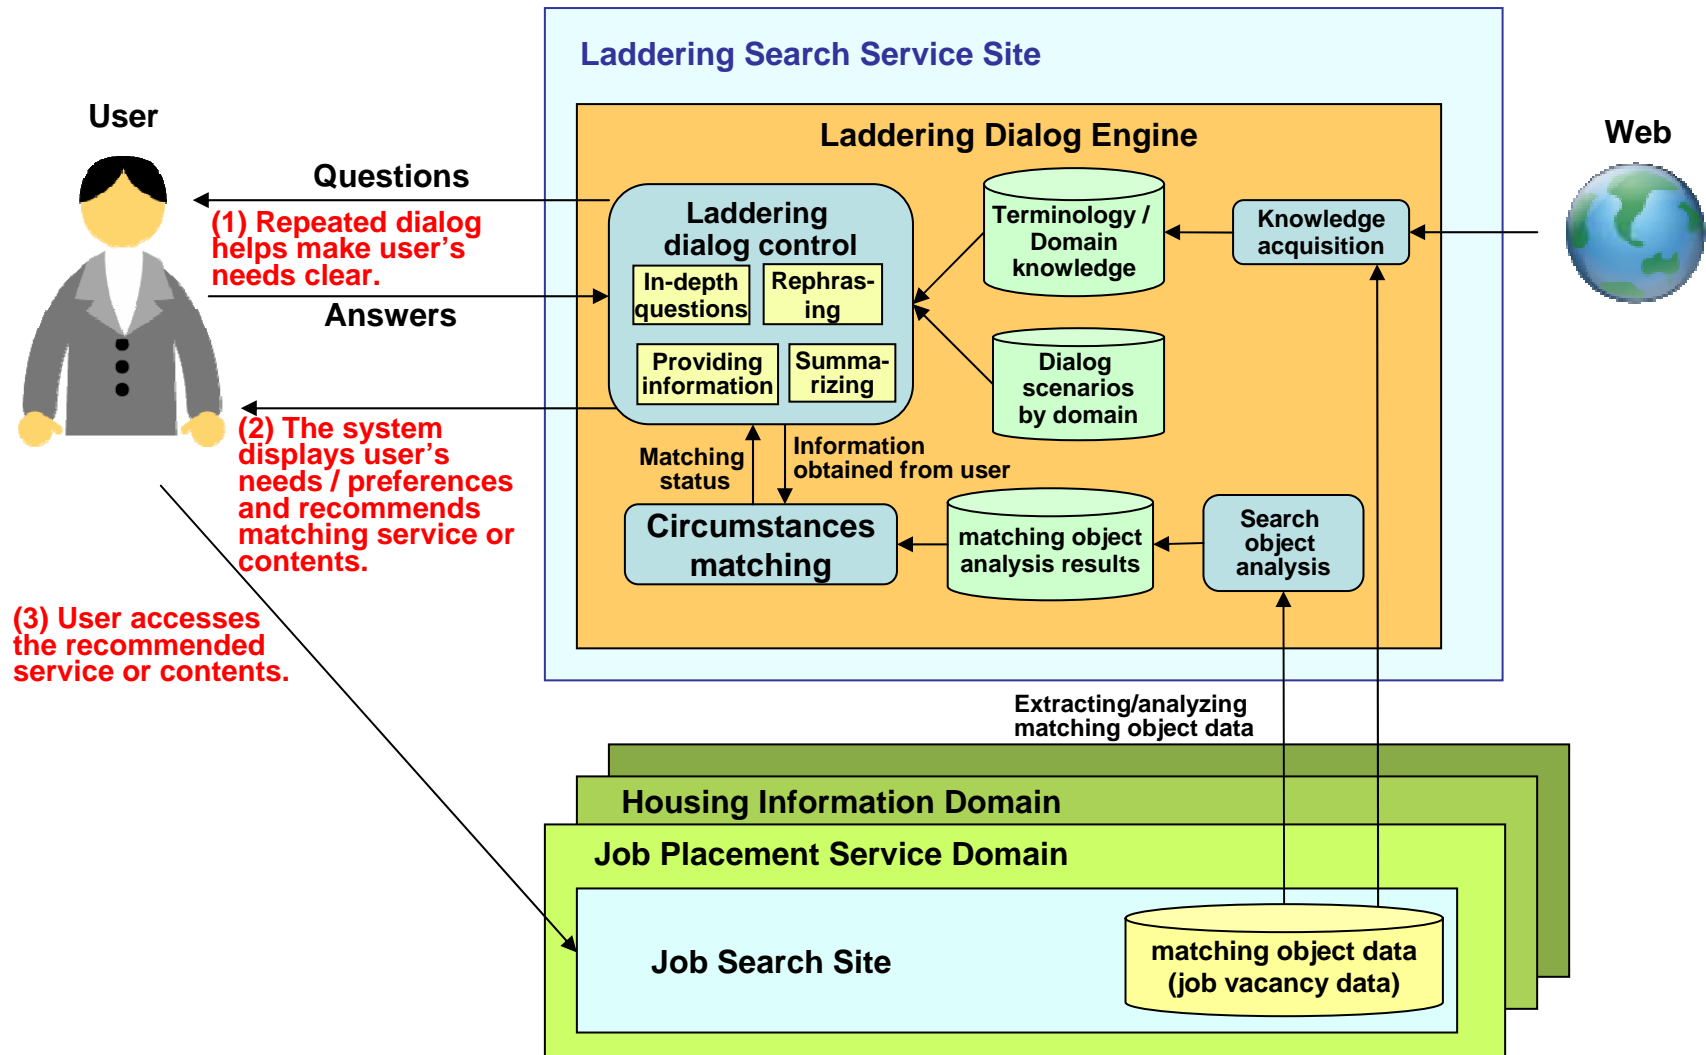 Laddering Search Service Site
User
Laddering Dialog Engine
Web
Questions
(1) Repeated dialog
helps make user's
needs clear.
Answers
Laddering
dialog control
In-depth
questions
Rephras-
ing
Providing
information
Summa-
rizing
Terminology /
Domain
knowledge
Knowledge
acquisition
Dialog
scenarios
by domain
(2) The system
displays user's
needs / preferences
and recommends
matching service or
contents.
Matching
status
Information
obtained from user
Circumstances
matching
matching object
analysis results
Search
object
analysis
(3) User accesses
the recommended
service or contents.
Extracting/analyzing
matching object data
Housing Information Domain
Job Placement Service Domain
Job Search Site
matching object data
(job vacancy data)